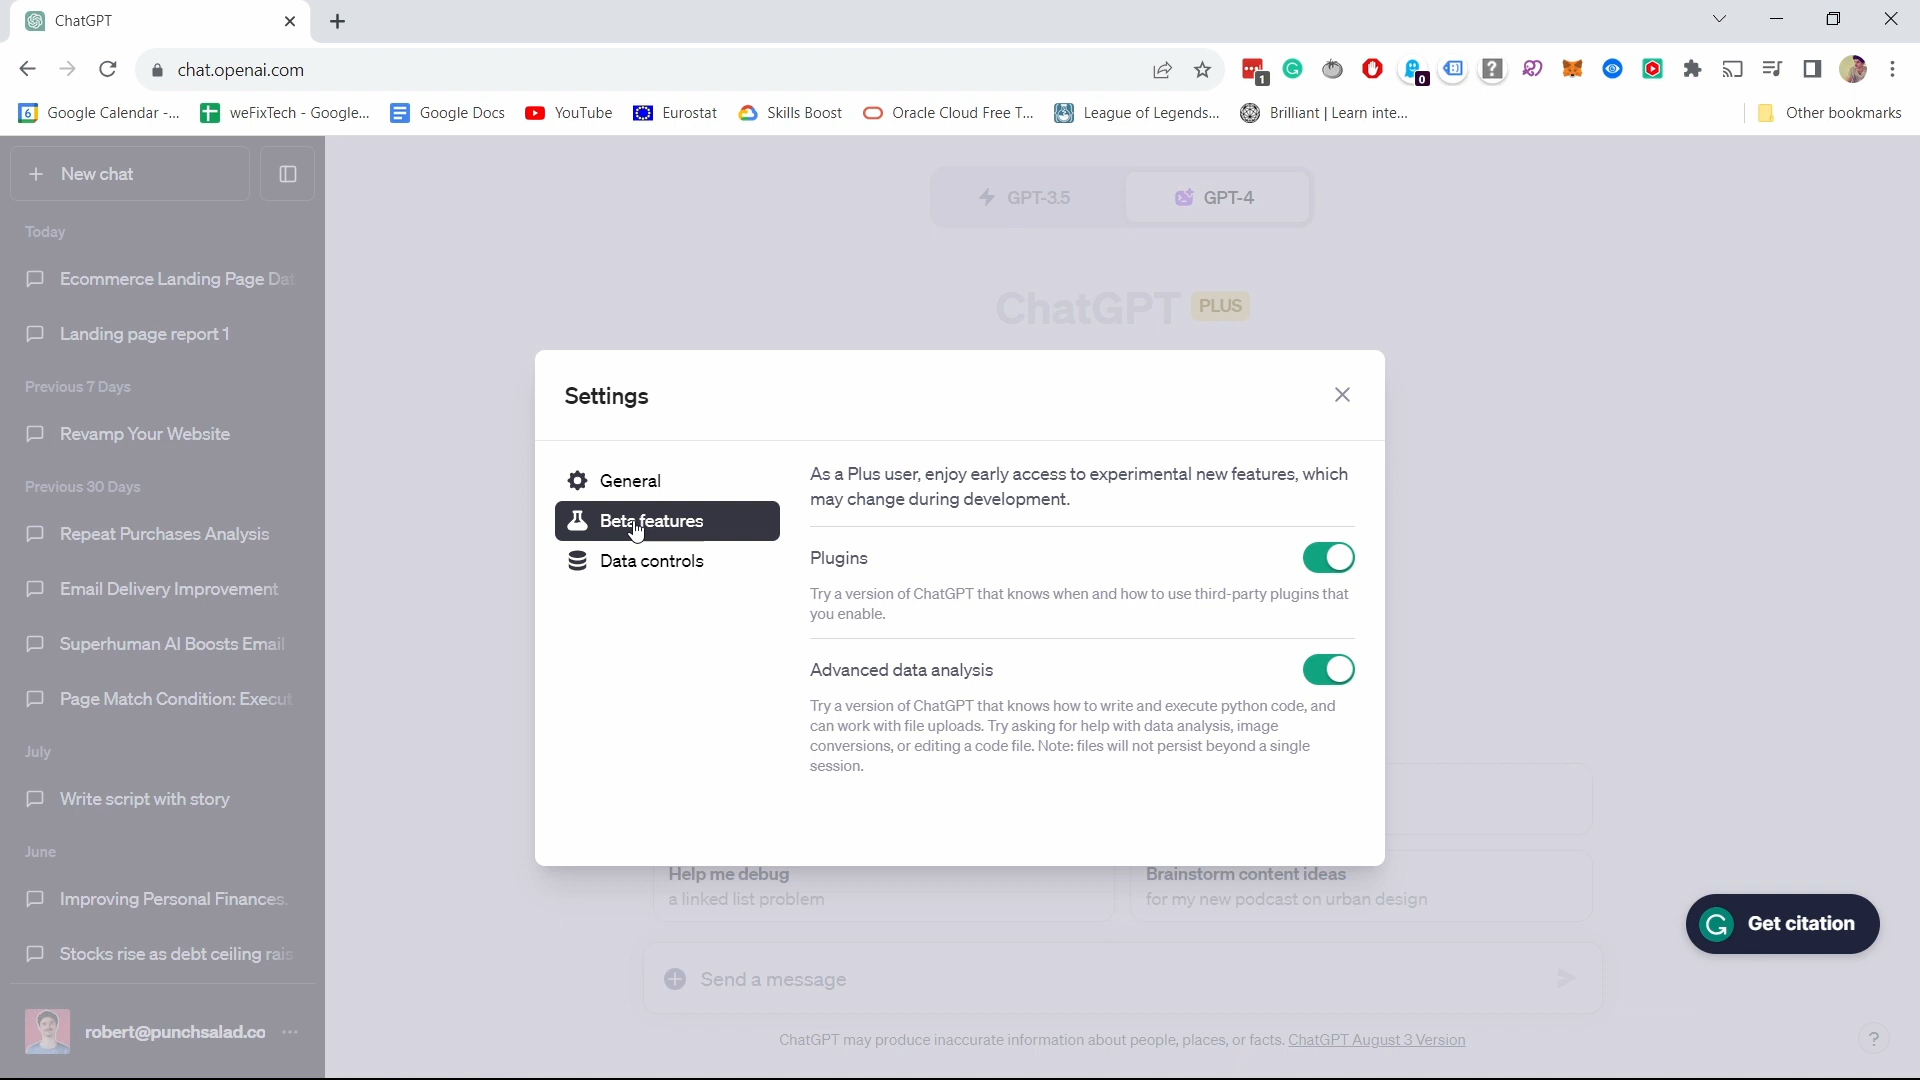 ChatGPT
chat.openai.com
1
0
6 Google Calendar -...
weFixTech - Google...
Google Docs
YouTube
Eurostat
Skills Boost
Oracle Cloud Free T...
League of Legends...
Brilliant | Learn inte...
Other bookmarks
New chat
Today
Ecommerce Landing Page Dat
Landing page report 1
Previous 7 Days
Revamp Your Website
Previous 30 Days
Repeat Purchases Analysis
Email Delivery Improvement
Superhuman AI Boosts Email
Page Match Condition: Execut
July
Write script with story
June
Improving Personal Finances.
Stocks rise as debt ceiling rais
robert@punchsalad.co
GPT-3.5
GPT-4
ChatGPT PLUS
Settings
General
Beta features
Data controls
As a Plus user, enjoy early access to experimental new features, which
may change during development.
Plugins
Try a version of ChatGPT that knows when and how to use third-party plugins that
you enable.
Advanced data analysis
Try a version of ChatGPT that knows how to write and execute python code, and
can work with file uploads. Try asking for help with data analysis, image
conversions, or editing a code file. Note: files will not persist beyond a single
session.
Help me debug
a linked list problem
Brainstorm content ideas
for my new podcast on urban design
Get citation
Send a message
ChatGPT may produce inaccurate information about people, places, or facts. ChatGPT August 3 Version
?